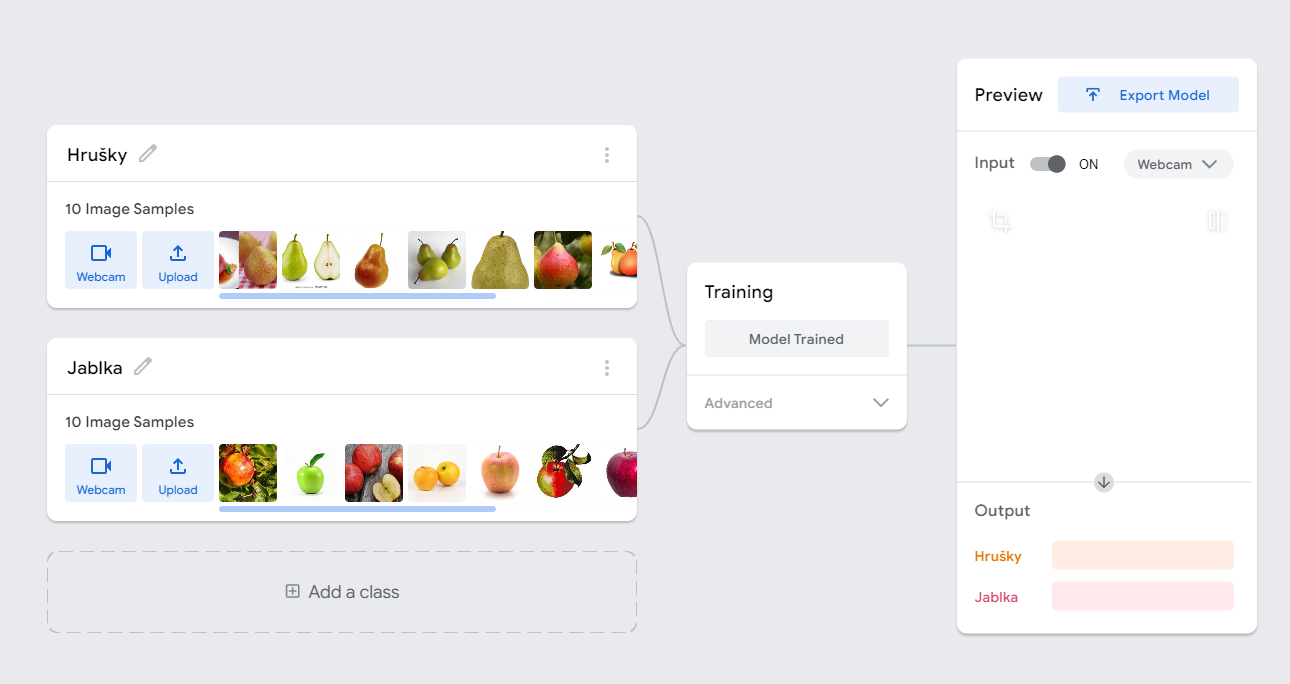 Hrušky
10 Image Samples
Webcam
Upload
Jablka
10 Image Samples
Webcam
Upload
Add a class
Training
Model Trained
Advanced
Preview
Export Model
Input
ON
Webcam
Output
Hrušky
Jablka